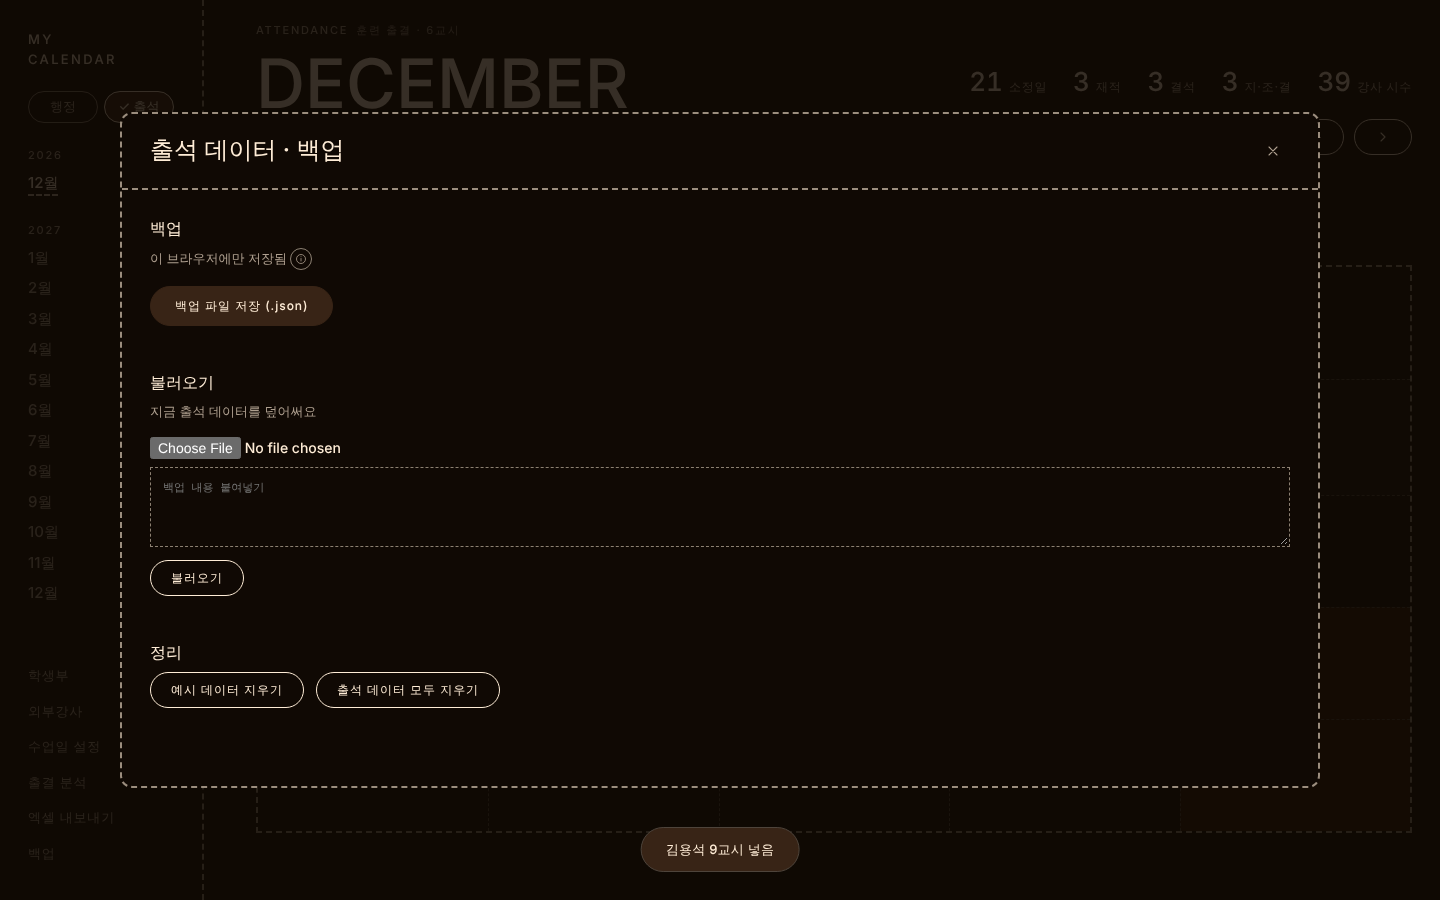 MY
CALENDAR
행정
✓ 출석
2026
12월
2027
1월
2월
3월
4월
5월
6월
7월
8월
9월
10월
11월
12월
학생부
외부강사
수업일 설정
출결 분석
엑셀 내보내기
백업
ATTENDANCE 훈련 출결 · 6교시
DECEMBER
21 소정일 3 재적 3 결석 3 지·조·결 39 강사 시수
출석 데이터 · 백업
백업
이 브라우저에만 저장됨
백업 파일 저장 (.json)
불러오기
지금 출석 데이터를 덮어써요
Choose File No file chosen
백업 내용 붙여넣기
불러오기
정리
예시 데이터 지우기
출석 데이터 모두 지우기
김용석 9교시 넣음